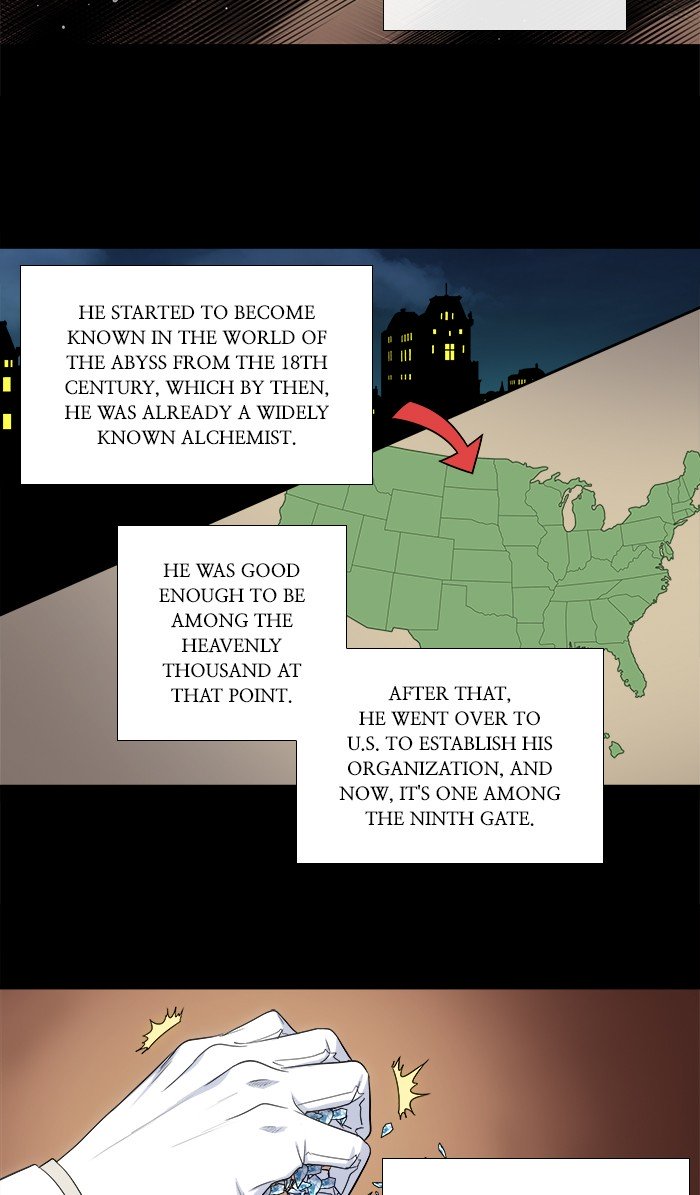 HE STARTED TO BECOME
KNOWN IN THE WORLD OF
THE ABYSS FROM THE 18TH
CENTURY, WHICH BY THEN,
HE WAS ALREADY A WIDELY
KNOWN ALCHEMIST.
HE WAS GOOD
ENOUGH TO BE
AMONG THE
HEAVENLY
THOUSAND AT
THAT POINT.
AFTER THAT,
HE WENT OVER TO
U.S. TO ESTABLISH HIS
ORGANIZATION, AND
NOW, IT'S ONE AMONG
THE NINTH GATE.